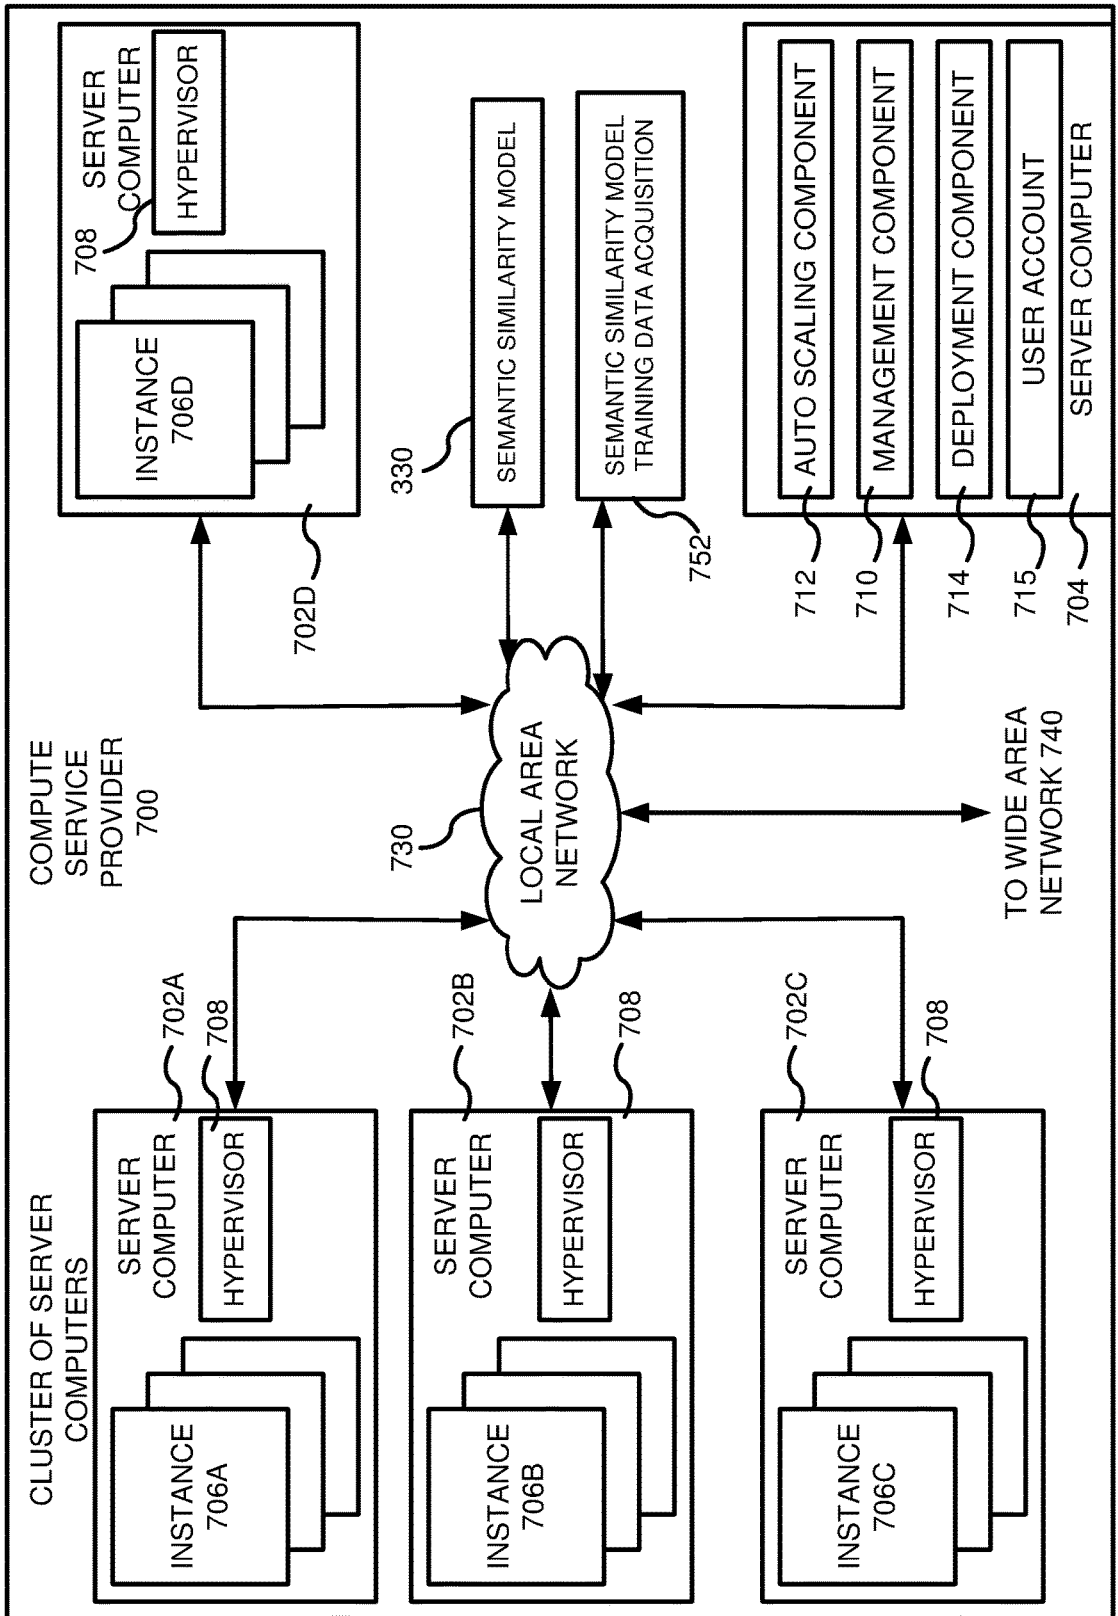 CLUSTER OF SERVER
COMPUTERS
COMPUTE
SERVICE
PROVIDER
700
SERVER
COMPUTER
702A
708
HYPERVISOR
INSTANCE
706A
SERVER
COMPUTER
708
HYPERVISOR
INSTANCE
706D
702D
SERVER
COMPUTER
702B
HYPERVISOR
708
INSTANCE
706B
730
LOCAL AREA
NETWORK
330
SEMANTIC SIMILARITY MODEL
SEMANTIC SIMILARITY MODEL
TRAINING DATA ACQUISITION
752
SERVER
COMPUTER
702C
HYPERVISOR
708
INSTANCE
706C
TO WIDE AREA
NETWORK 740
712
AUTO SCALING COMPONENT
710
MANAGEMENT COMPONENT
714
DEPLOYMENT COMPONENT
715
USER ACCOUNT
704
SERVER COMPUTER